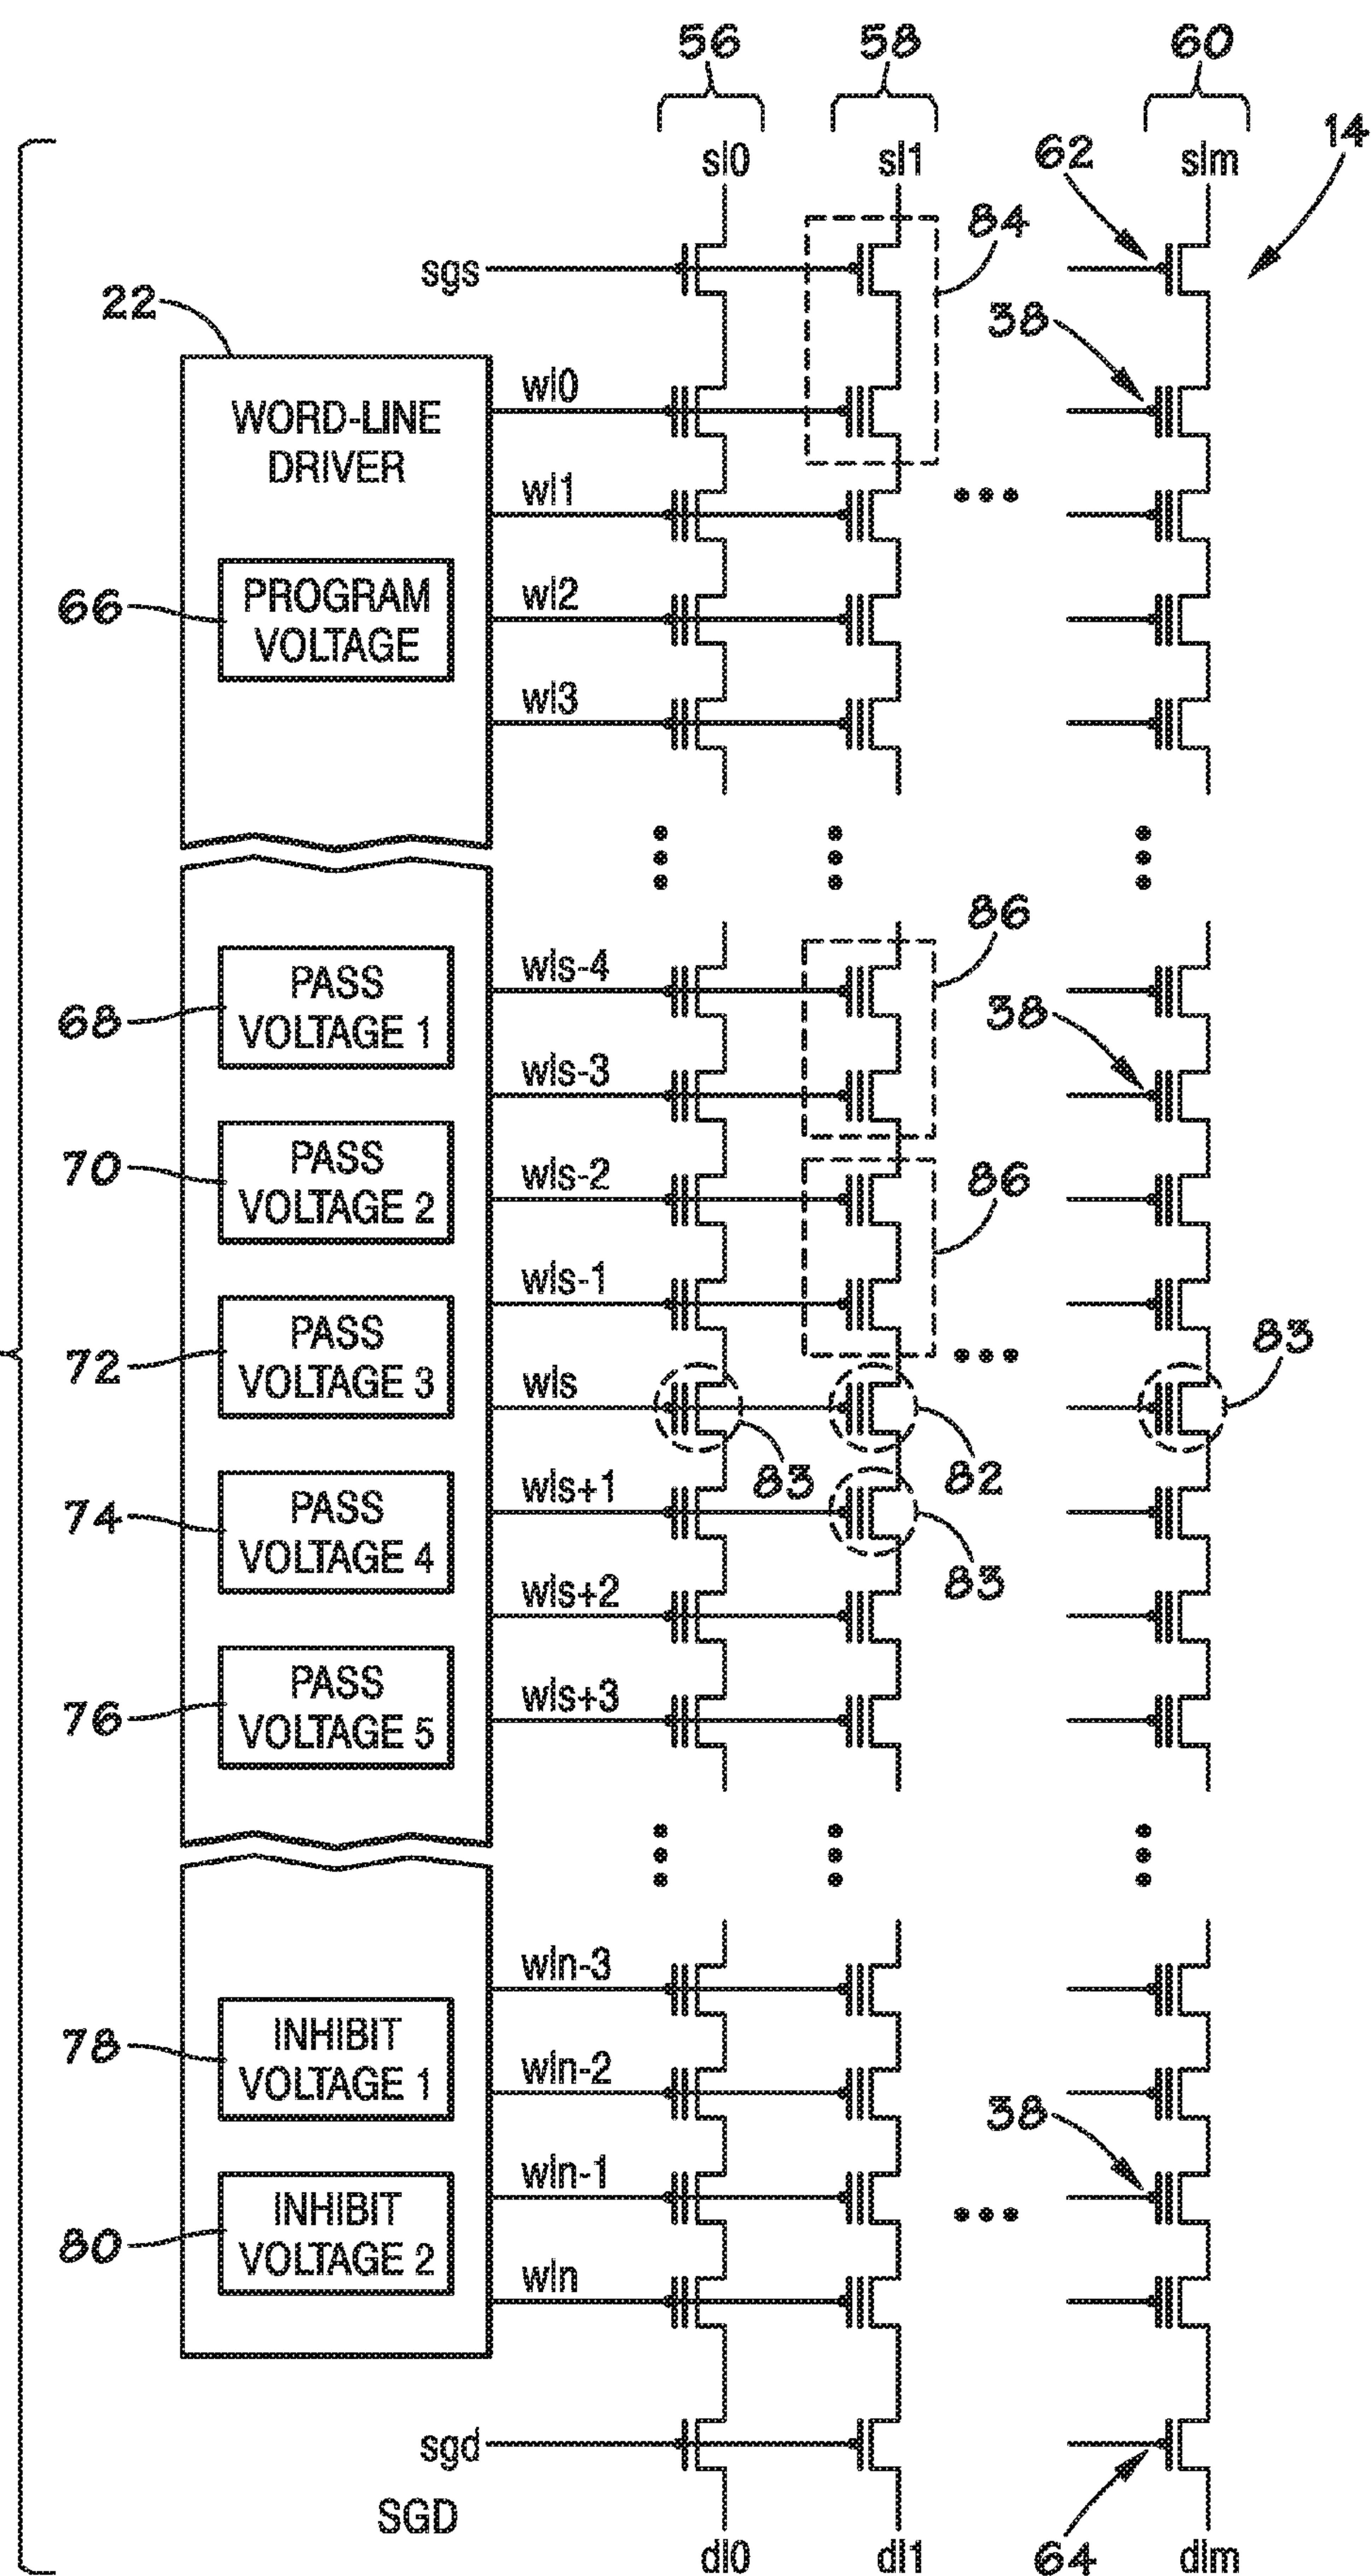 56 58 60
sl0 sl1 62 slm 14
84
sgs
22 38
wl0
WORD-LINE
DRIVER
wl1
66 PROGRAM
VOLTAGE
wl2
wl3
86
wls-4
68 PASS
VOLTAGE 1
38
wls-3
70 PASS
VOLTAGE 2
wls-2 86
wls-1
72 PASS
VOLTAGE 3
83
wls
83 82
74 PASS
VOLTAGE 4
wls+1
83
wls+2
76 PASS
VOLTAGE 5
wls+3
wln-3
78 INHIBIT
VOLTAGE 1
wln-2
38
wln-1
80 INHIBIT
VOLTAGE 2
wln
sgd
SGD
dl0 dl1 64 dlm